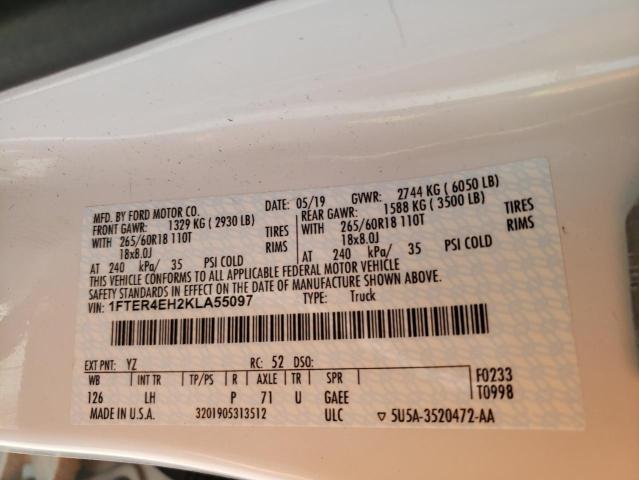 MFD. BY FORD MOTOR CO. DATE: 05/19 GVWR: 2744 KG ( 6050 LB)
FRONT GAWR: 1329 KG ( 2930 LB) REAR GAWR: 1588 KG ( 3500 LB)
WITH 265/60R18 110T TIRES WITH 265/60R18 110T TIRES
18x8.0J RIMS 18x8.0J RIMS
AT 240 kPa/ 35 PSI COLD AT 240 kPa/ 35 PSI COLD
THIS VEHICLE CONFORMS TO ALL APPLICABLE FEDERAL MOTOR VEHICLE
SAFETY STANDARDS IN EFFECT ON THE DATE OF MANUFACTURE SHOWN ABOVE.
VIN: 1FTER4EH2KLA55097 TYPE: Truck
EXT PNT: YZ RC: 52 DSO:
WB INT TR TP/PS R AXLE TR SPR F0233
126 LH P 71 U GAEE T0998
MADE IN U.S.A. 3201905313512 ULC ▽ 5U5A-3520472-AA